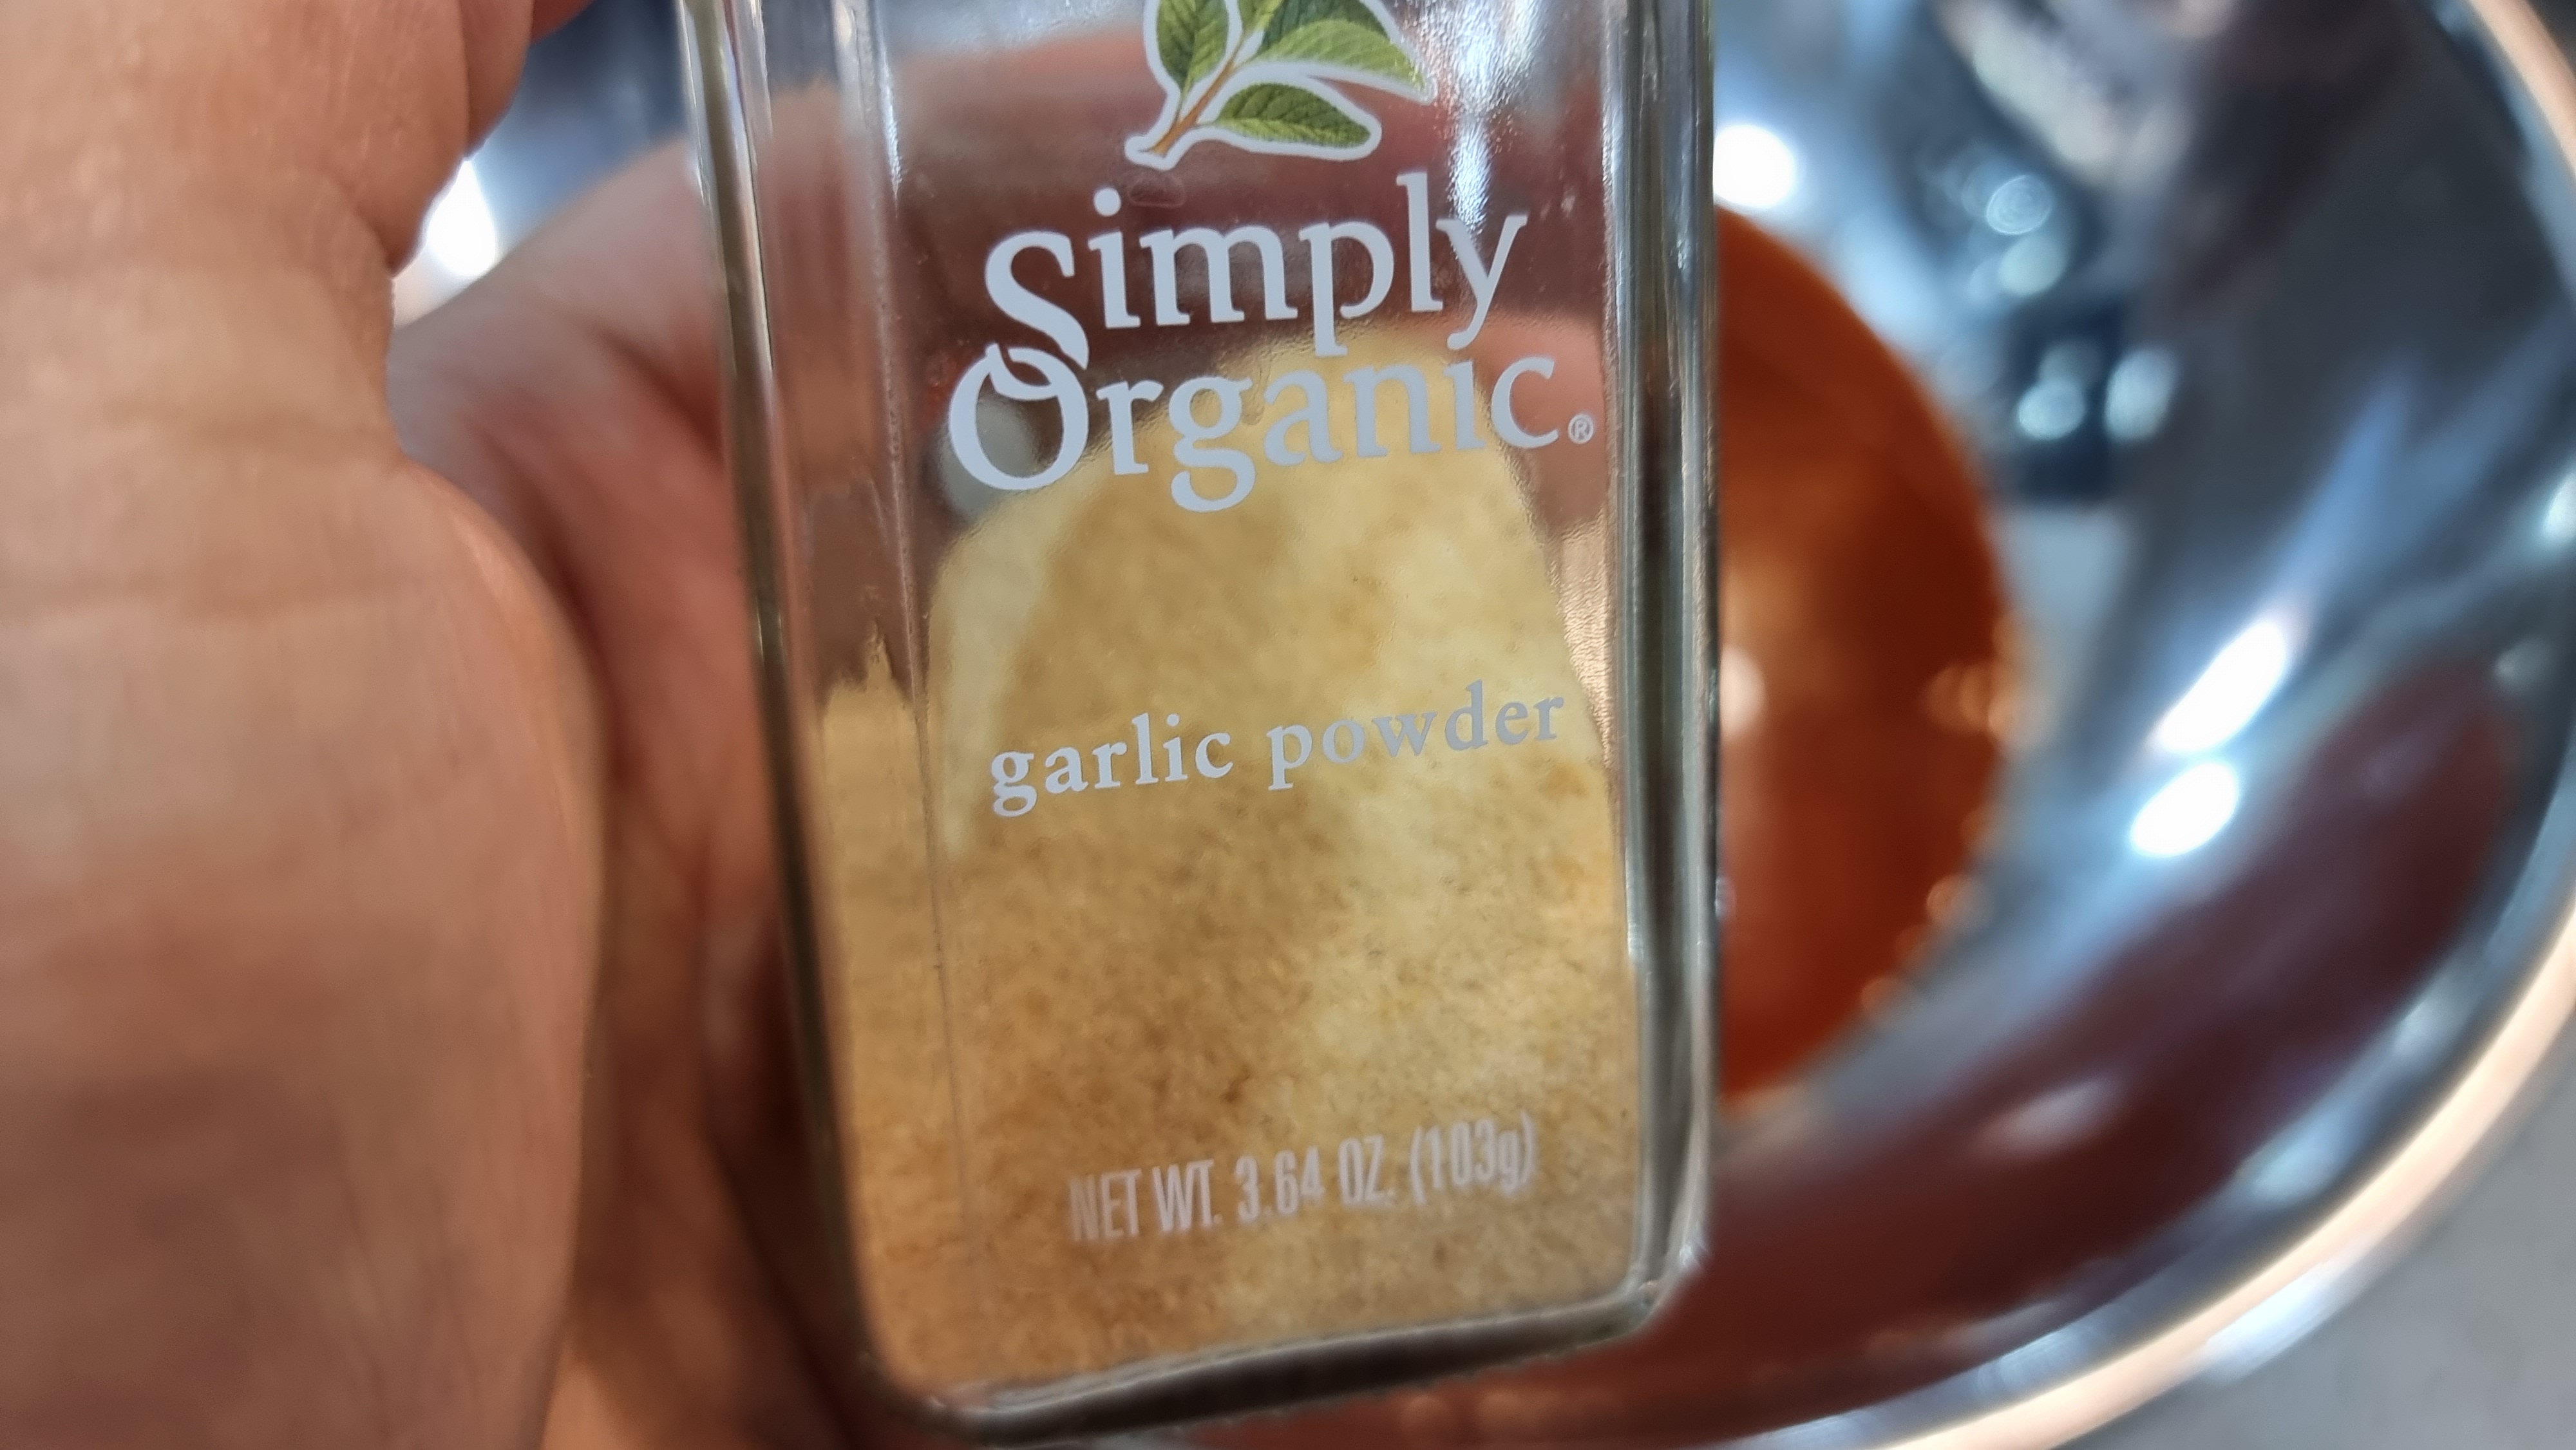 Simply
Organic®
garlic powder
NET WT. 3.64 OZ. (103g)